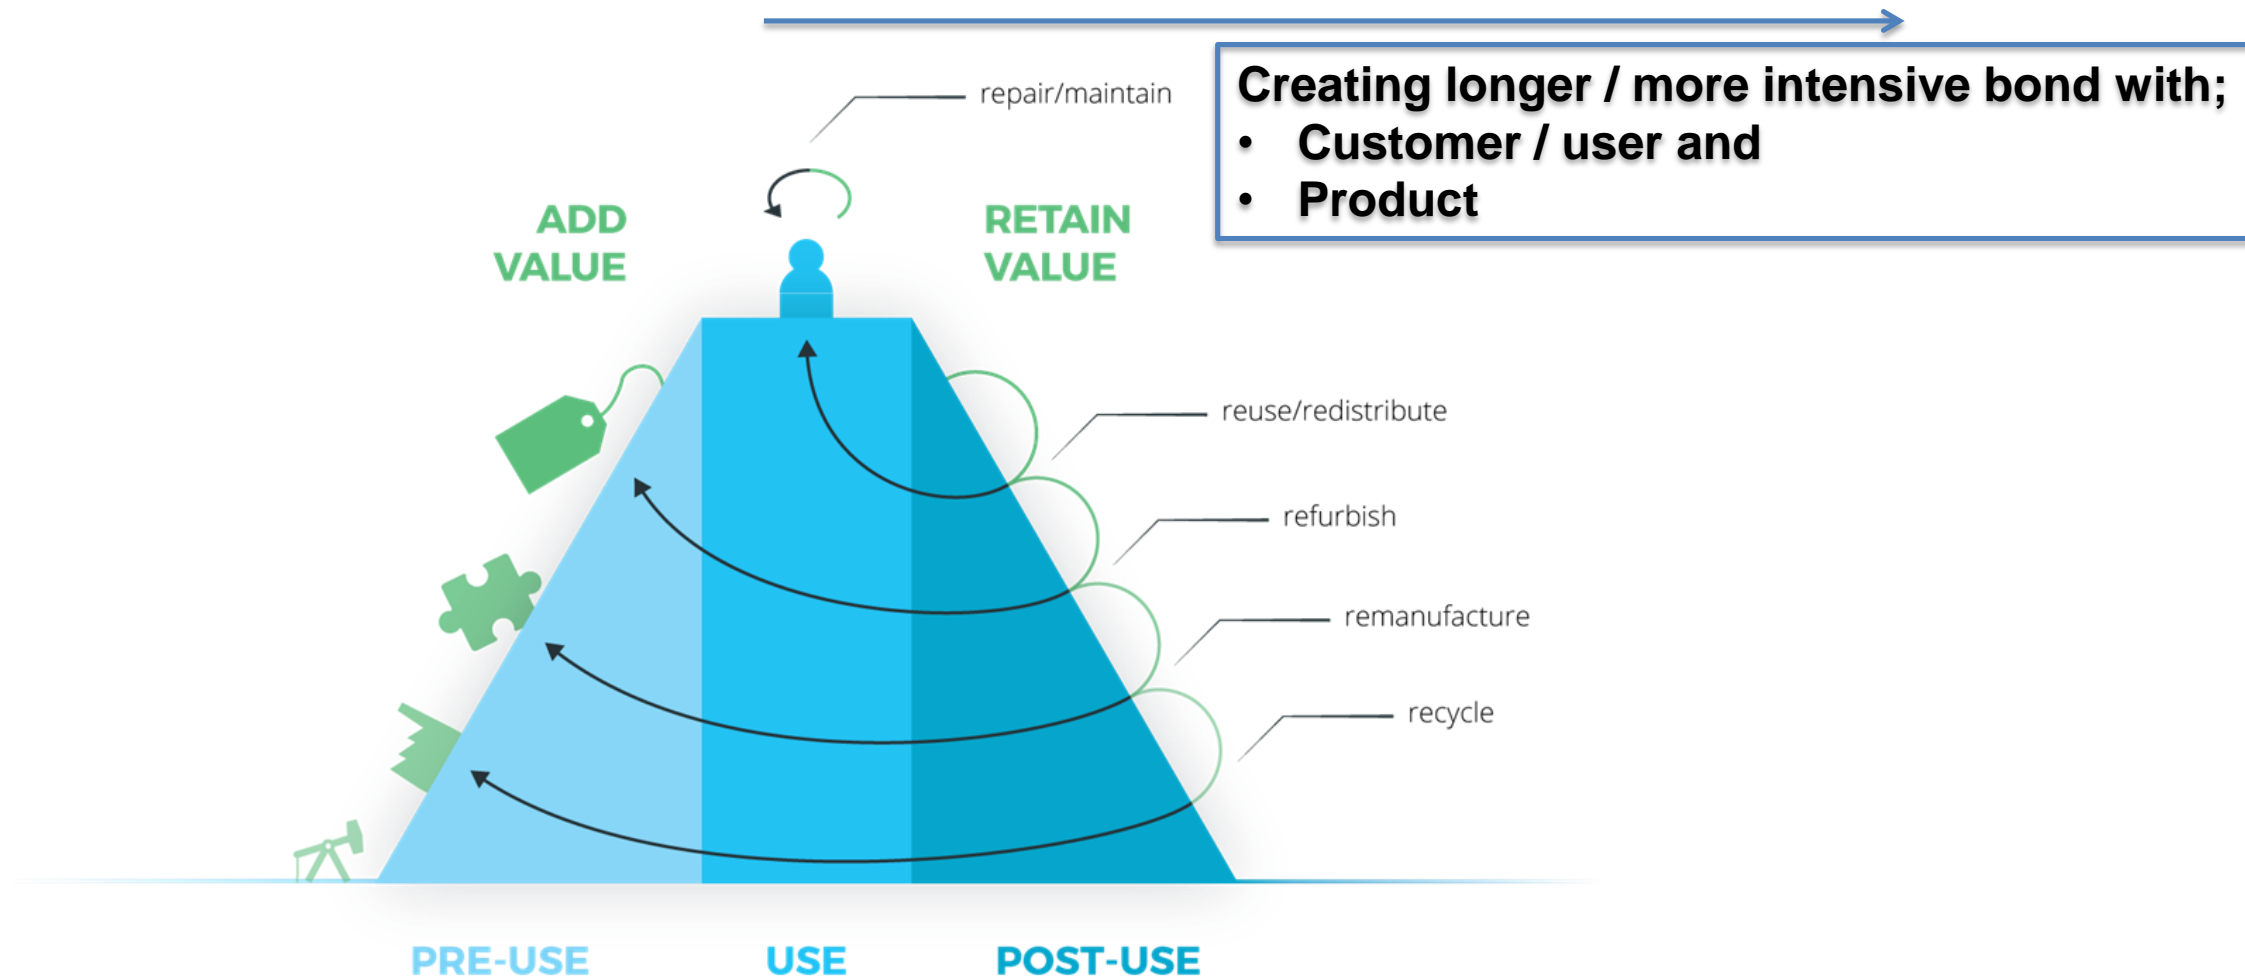 repair/maintain
Creating longer / more intensive bond with;
• Customer / user and
• Product
ADD
VALUE
RETAIN
VALUE
reuse/redistribute
refurbish
remanufacture
recycle
PRE-USE
USE
POST-USE